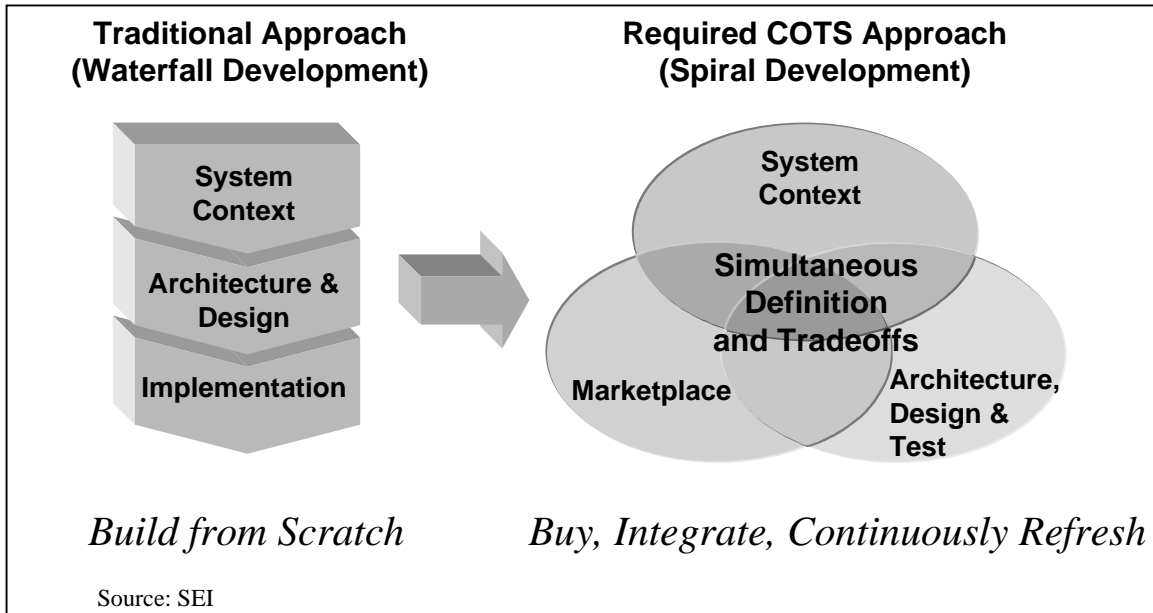 Traditional Approach
(Waterfall Development)
System
Context
Architecture &
Design
Implementation
Build from Scratch
Required COTS Approach
(Spiral Development)
System
Context
Simultaneous
Definition
and Tradeoffs
Marketplace
Architecture,
Design &
Test
Buy, Integrate, Continuously Refresh
Source: SEI